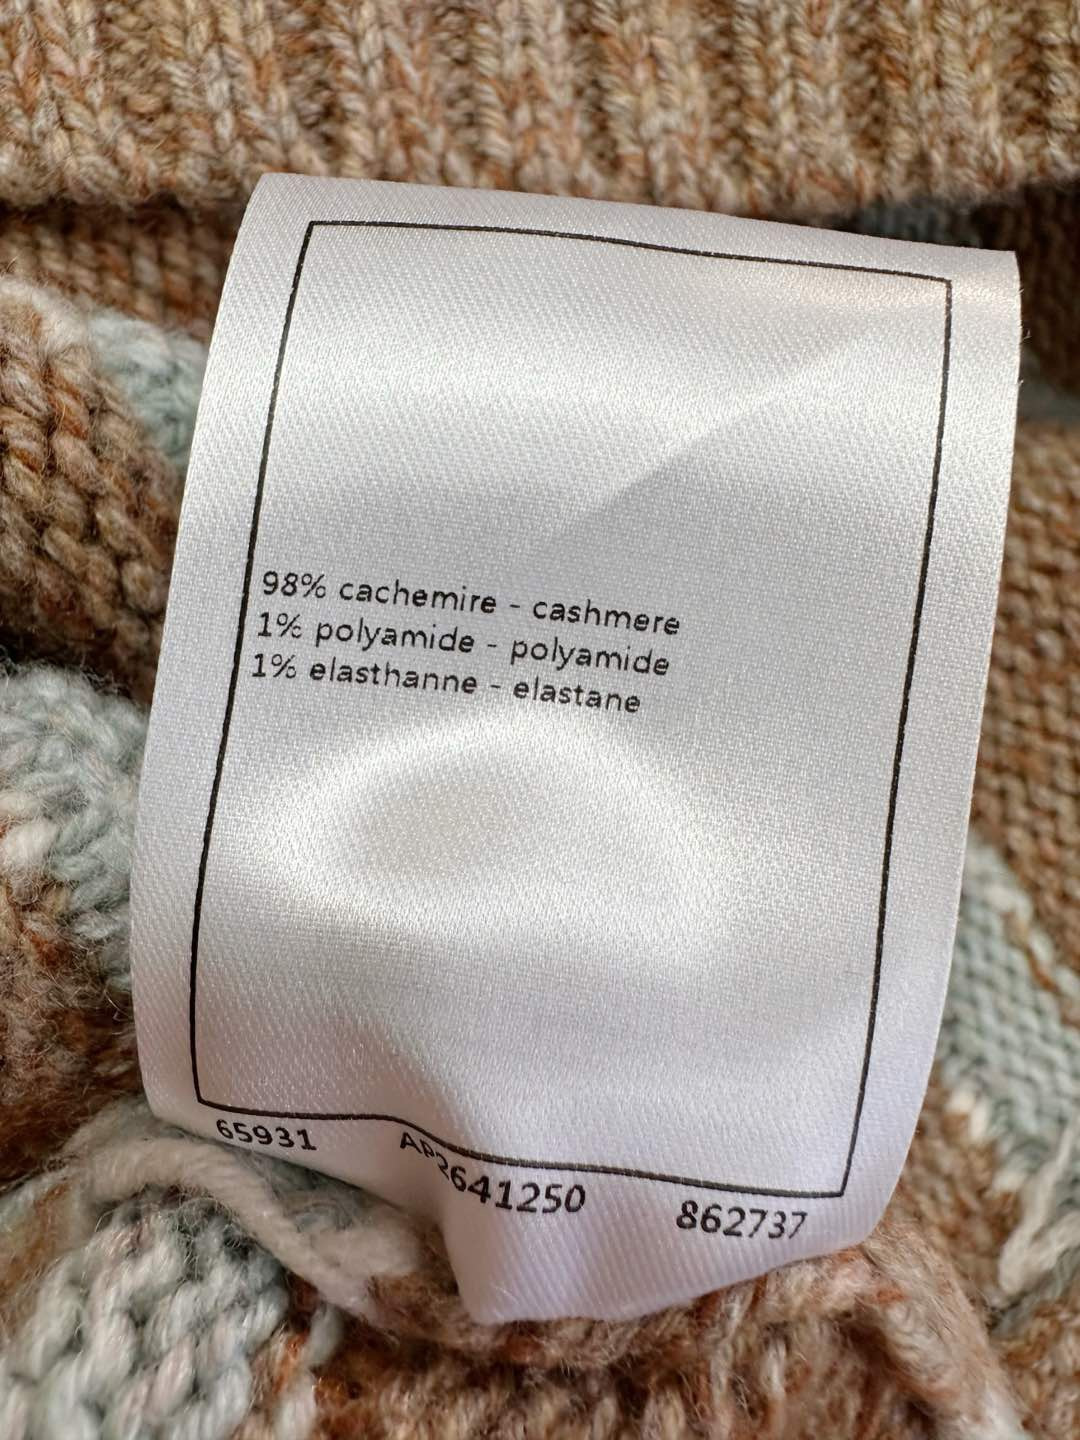 98% cachemire - cashmere
1% polyamide - polyamide
1% elasthanne - elastane
65931 AP2641250 862737